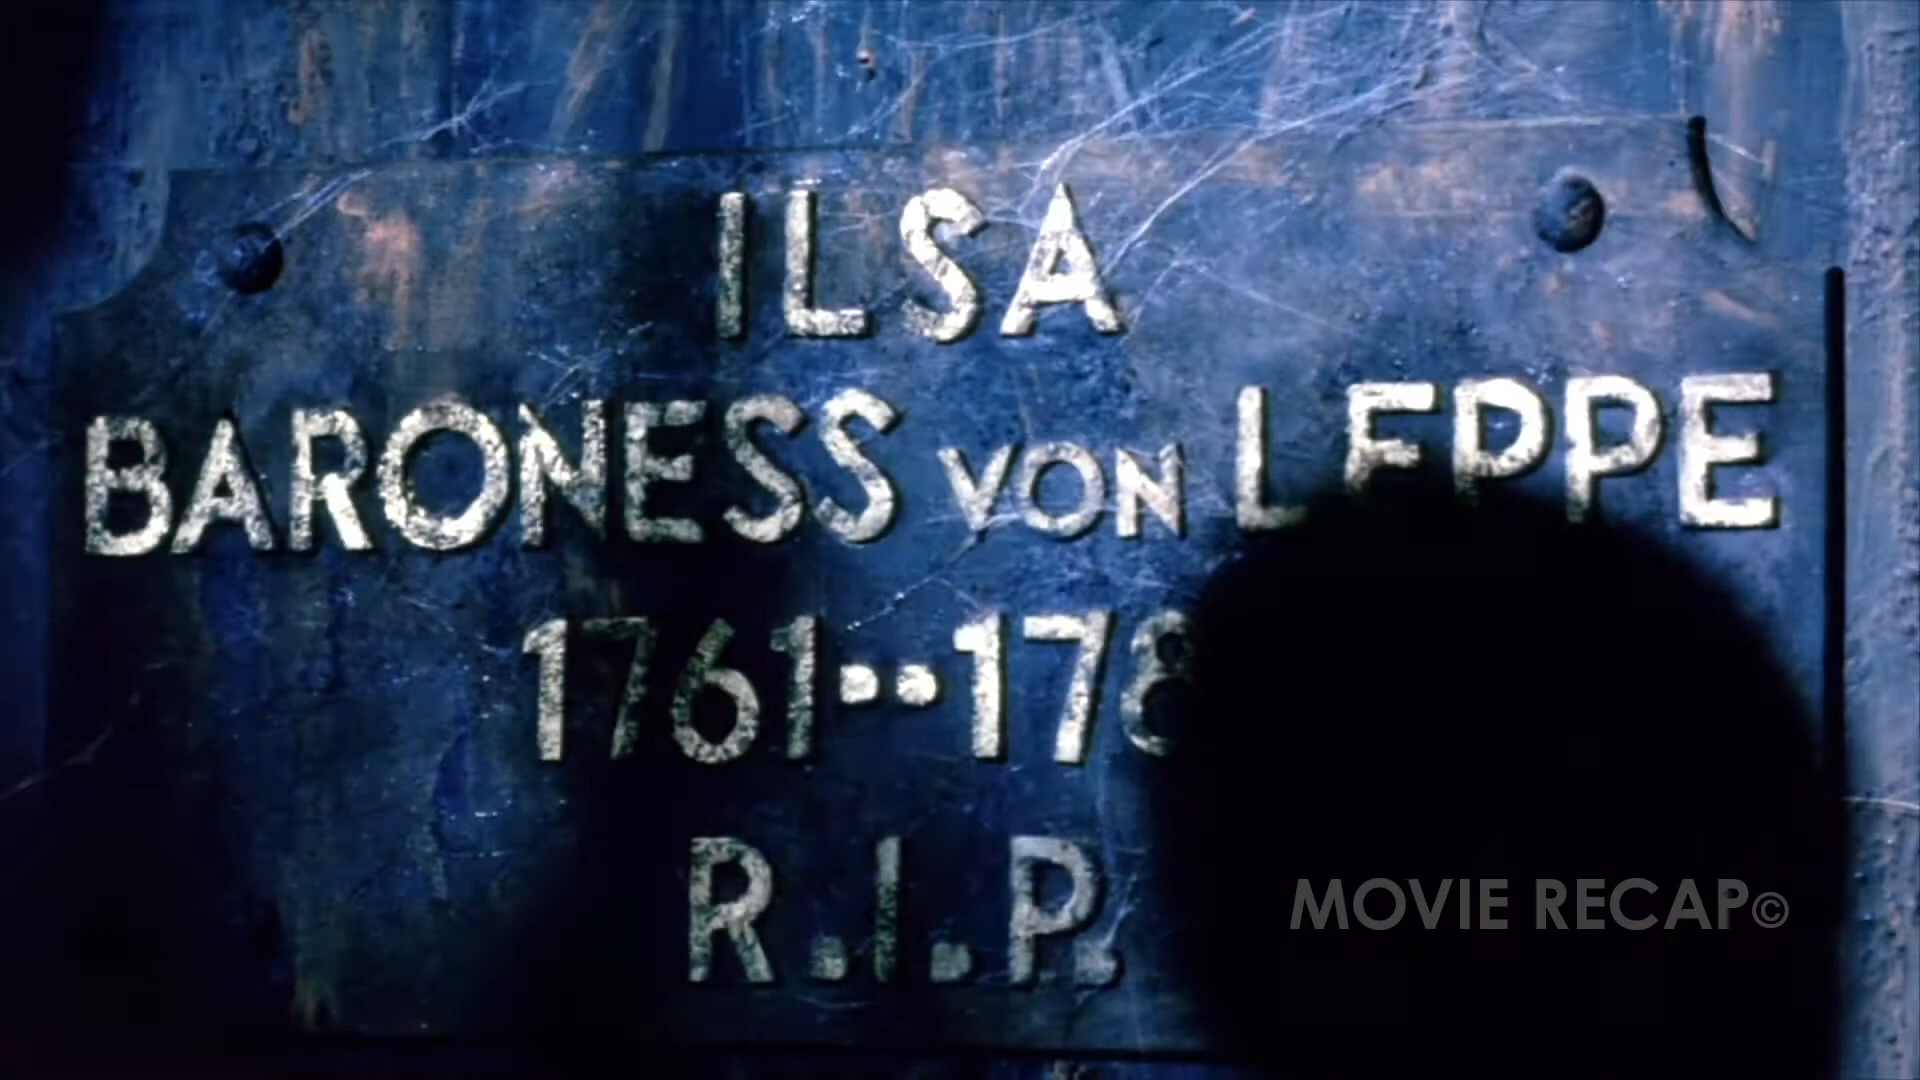 ILSA
BARONESS VON LEPPE
1761--178
R.I.P.
MOVIE RECAP©